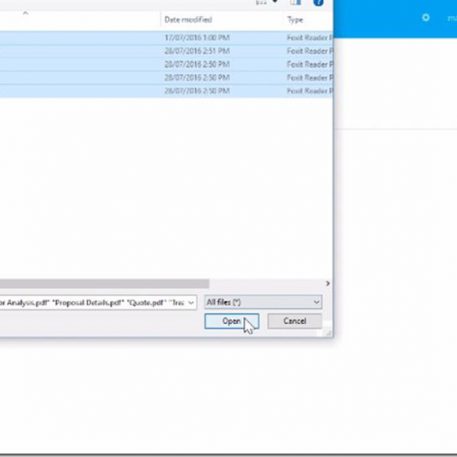 Date modified Type
17/07/2016 1:00 PM Foxit Reader P
28/07/2016 2:51 PM Foxit Reader P
28/07/2016 2:50 PM Foxit Reader P
28/07/2016 2:50 PM Foxit Reader P
28/07/2016 2:50 PM Foxit Reader P
or Analysis.pdf" "Proposal Details.pdf" "Quote.pdf" "Trea All files (*)
Open Cancel